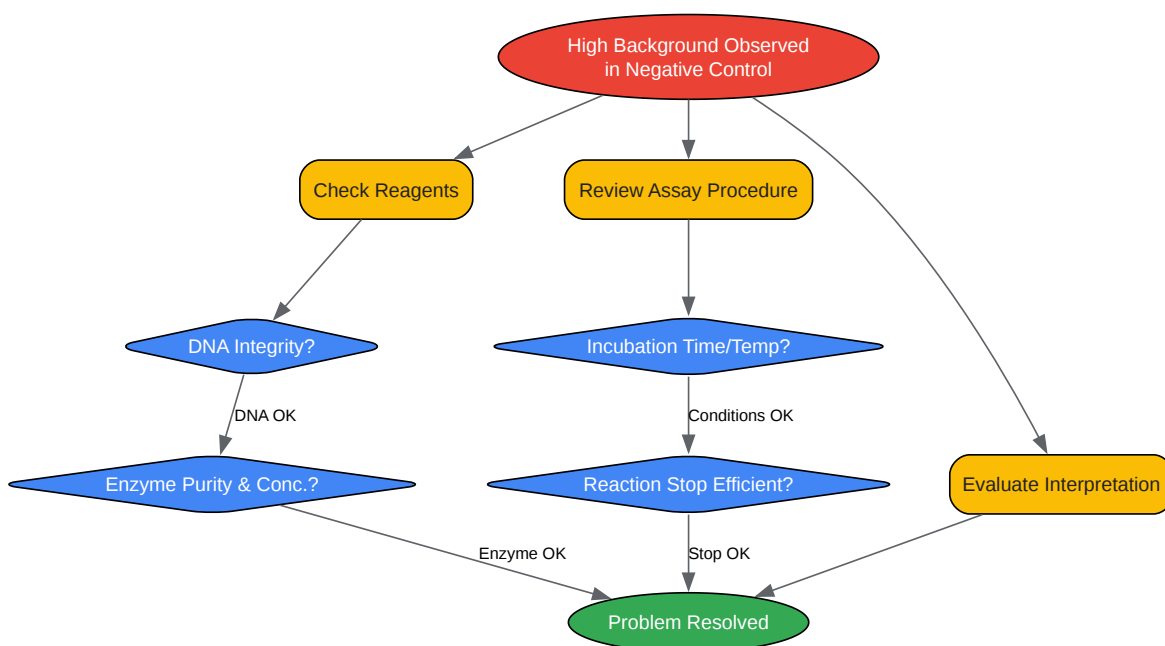 High Background Observed
in Negative Control
Check Reagents
Review Assay Procedure
DNA Integrity?
Incubation Time/Temp?
DNA OK
Conditions OK
Enzyme Purity & Conc.?
Reaction Stop Efficient?
Evaluate Interpretation
Enzyme OK
Stop OK
Problem Resolved